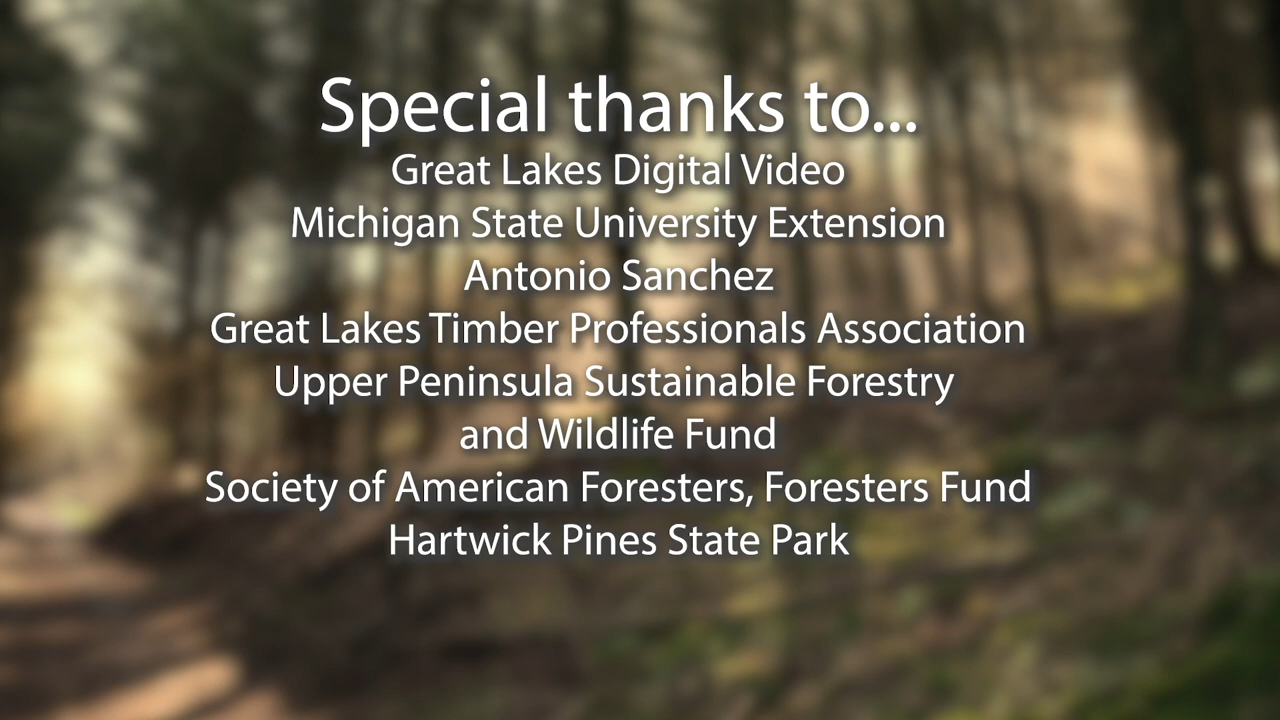 Special thanks to...
Great Lakes Digital Video
Michigan State University Extension
Antonio Sanchez
Great Lakes Timber Professionals Association
Upper Peninsula Sustainable Forestry
and Wildlife Fund
Society of American Foresters, Foresters Fund
Hartwick Pines State Park